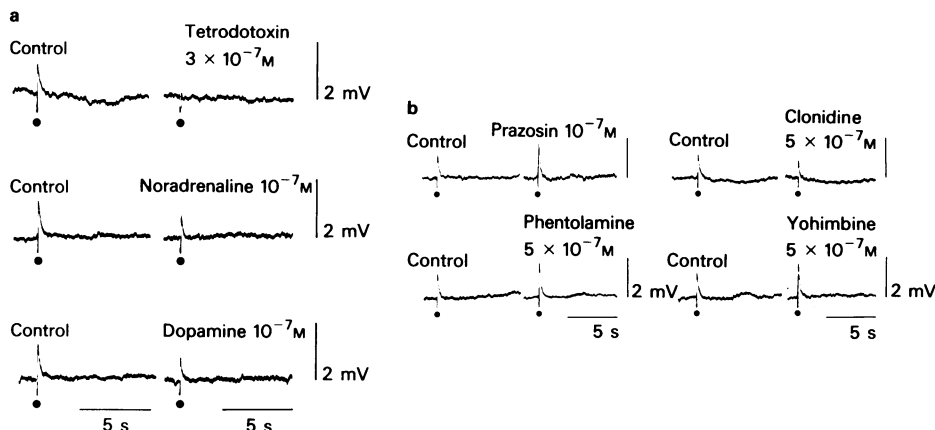 a
Control
Tetrodotoxin
3 × 10⁻⁷M
2 mV
Control
Noradrenaline 10⁻⁷M
2 mV
Control
Dopamine 10⁻⁷M
2 mV
5 s
5 s
b
Control
Prazosin 10⁻⁷M
Clonidine
5 × 10⁻⁷M
Control
Control
Phentolamine
5 × 10⁻⁷M
2 mV
5 s
Control
Yohimbine
5 × 10⁻⁷M
2 mV
5 s